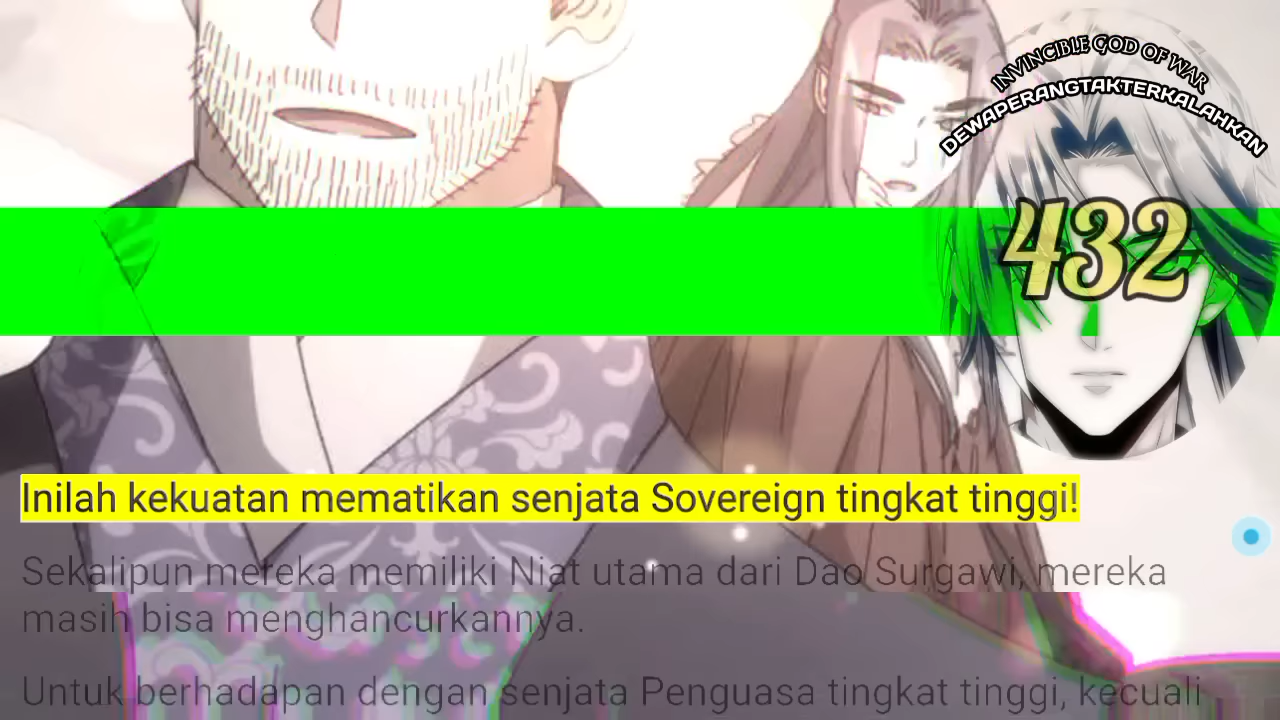 INVINCIBLE GOD OF WAR
DEWAPERANGTAKTERKALAHKAN
432
Inilah kekuatan mematikan senjata Sovereign tingkat tinggi!
Sekalipun mereka memiliki Niat utama dari Dao Surgawi, mereka
masih bisa menghancurkannya.
Untuk berhadapan dengan senjata Penguasa tingkat tinggi, kecuali